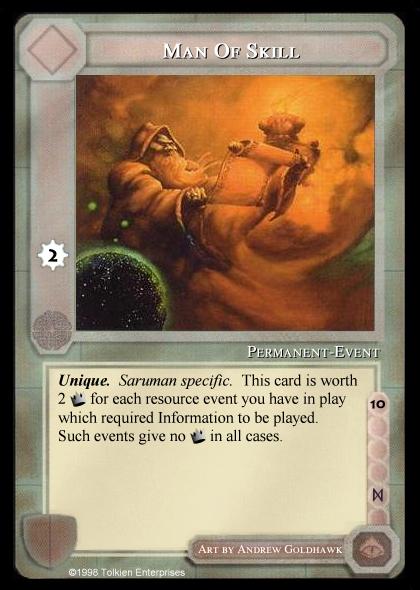 Man Of Skill
2
Permanent-Event
Unique. Saruman specific. This card is worth
2 for each resource event you have in play
which required Information to be played.
Such events give no in all cases.
10
Art by Andrew Goldhawk
©1998 Tolkien Enterprises